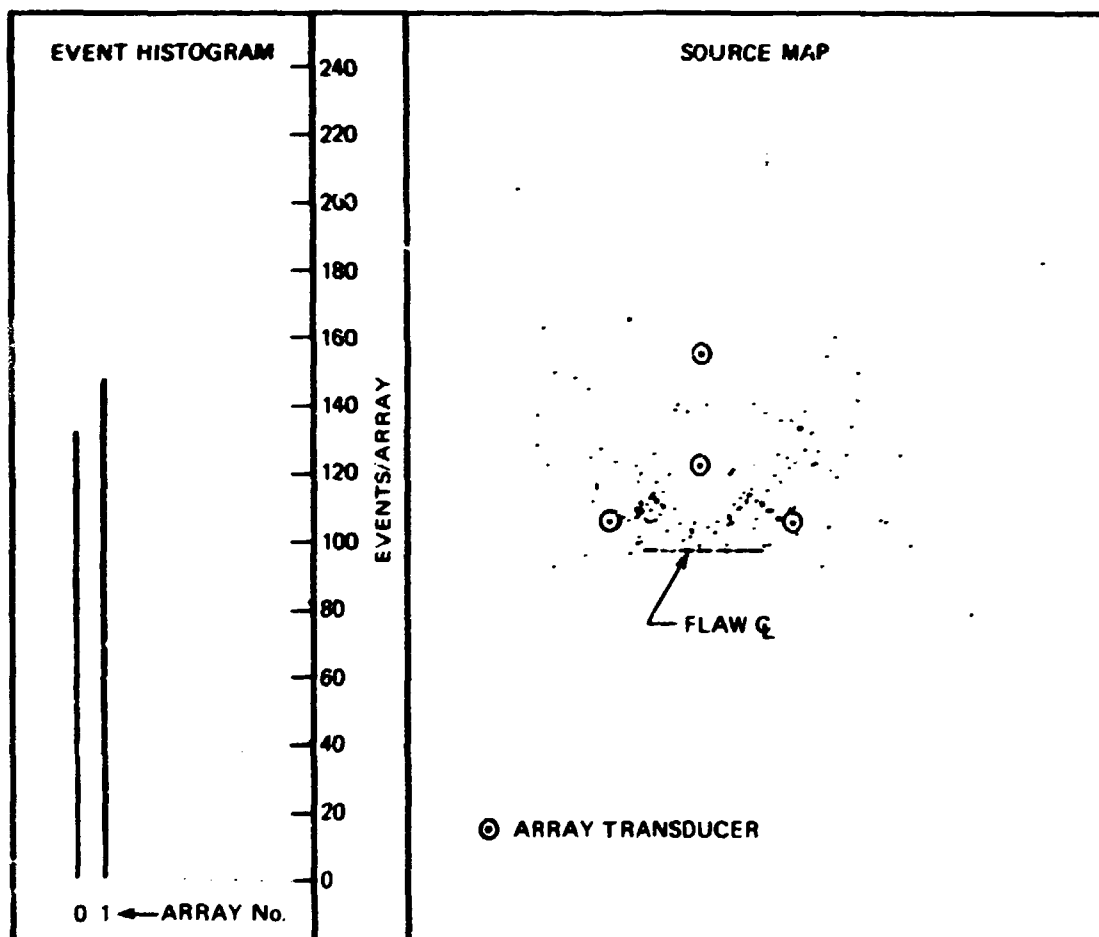 EVENT HISTOGRAM
SOURCE MAP
240
220
200
180
160
140
120
100
80
60
40
20
0
EVENTS/ARRAY
FLAW ℄
ARRAY TRANSDUCER
0 1 ARRAY No.